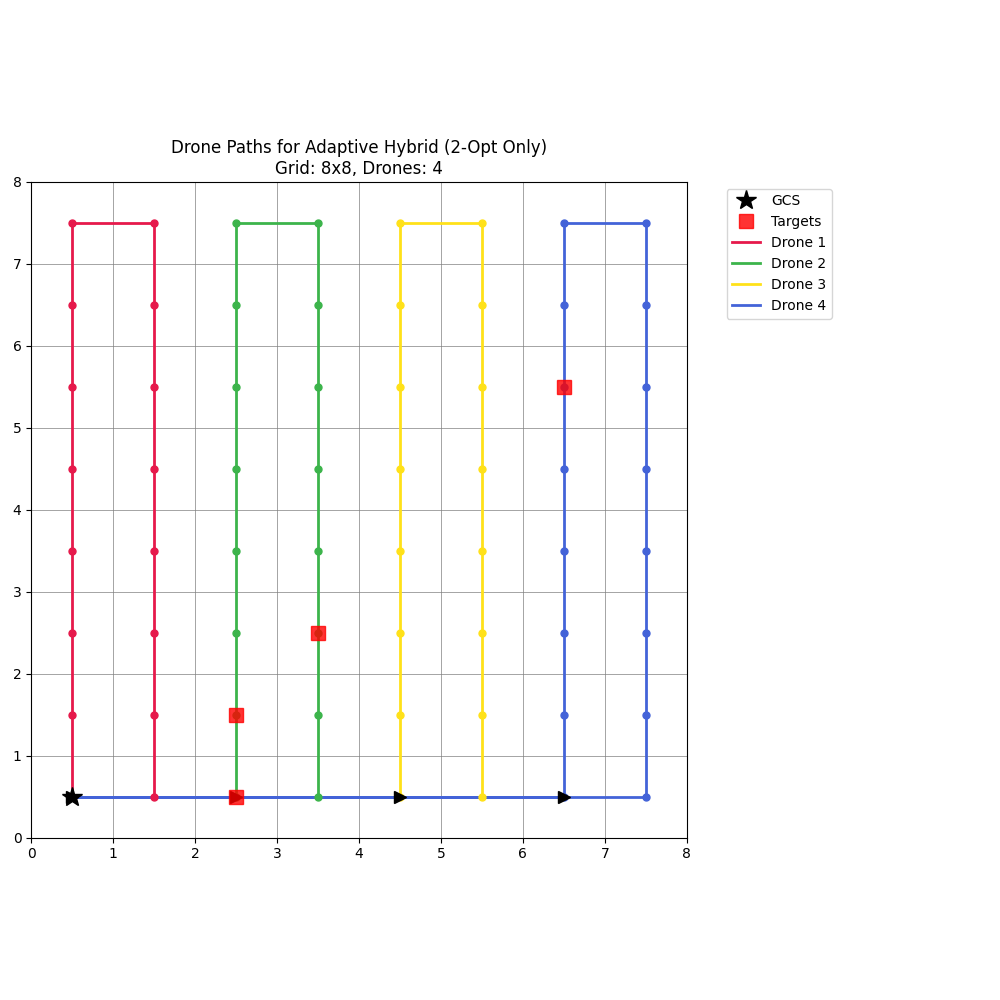 Drone Paths for Adaptive Hybrid (2-Opt Only)
Grid: 8x8, Drones: 4
GCS
Targets
Drone 1
Drone 2
Drone 3
Drone 4
8
7
6
5
4
3
2
1
0
0 1 2 3 4 5 6 7 8